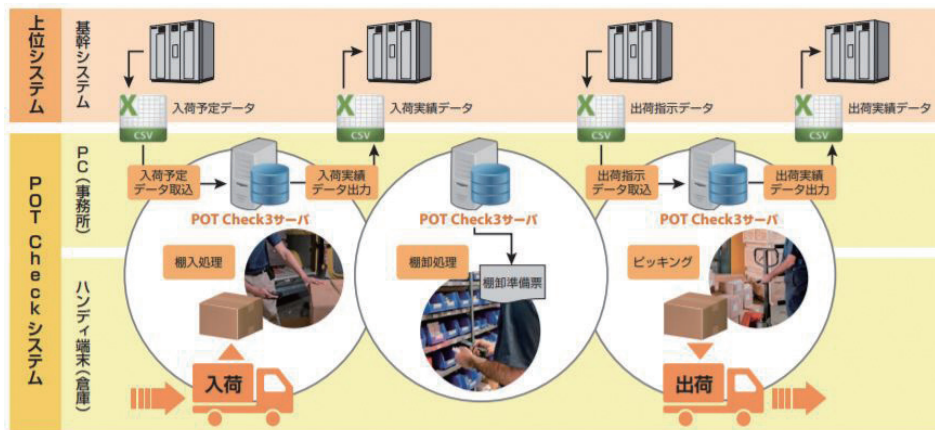 上位システム
基幹システム
入荷予定データ
入荷実績データ
出荷指示データ
出荷実績データ
X
CSV
X
CSV
X
CSV
X
CSV
POT Checkシステム
PC(事務所)
入荷予定
データ取込
入荷実績
データ出力
出荷指示
データ取込
出荷実績
データ出力
POT Check3サーバ
POT Check3サーバ
POT Check3サーバ
棚入処理
棚卸処理
棚卸準備票
ピッキング
ハンディ端末(倉庫)
入荷
出荷